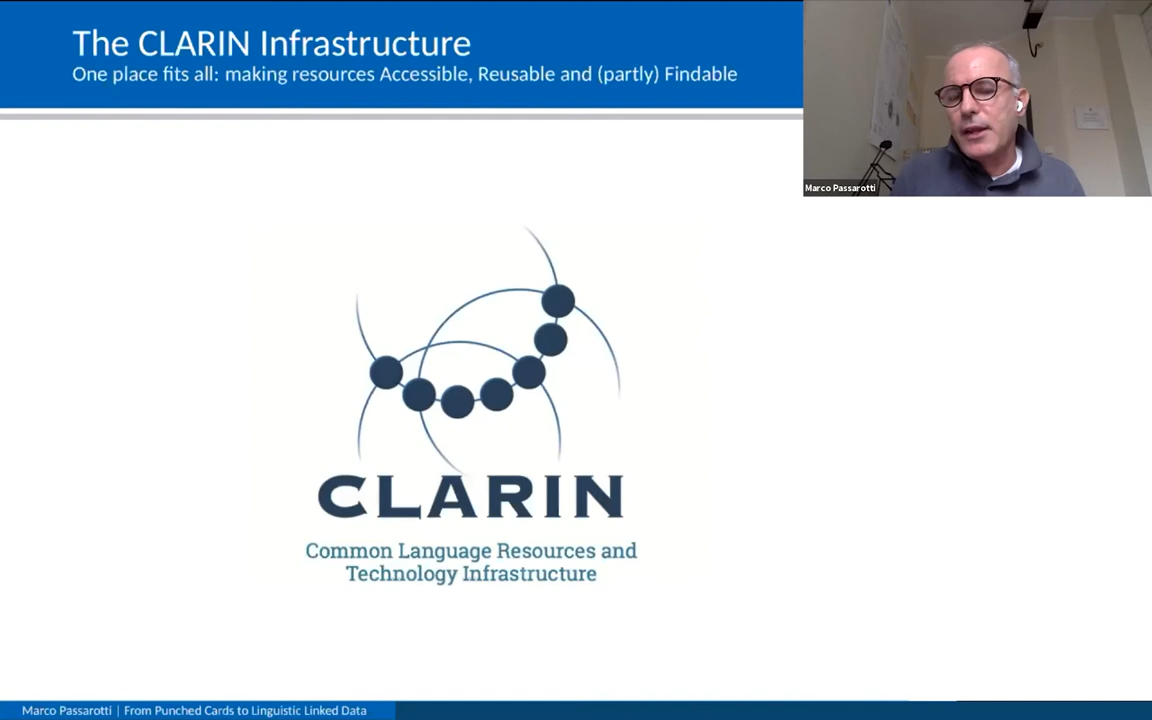 The CLARIN Infrastructure
One place fits all: making resources Accessible, Reusable and (partly) Findable
Marco Passarotti
CLARIN
Common Language Resources and
Technology Infrastructure
Marco Passarotti | From Punched Cards to Linguistic Linked Data